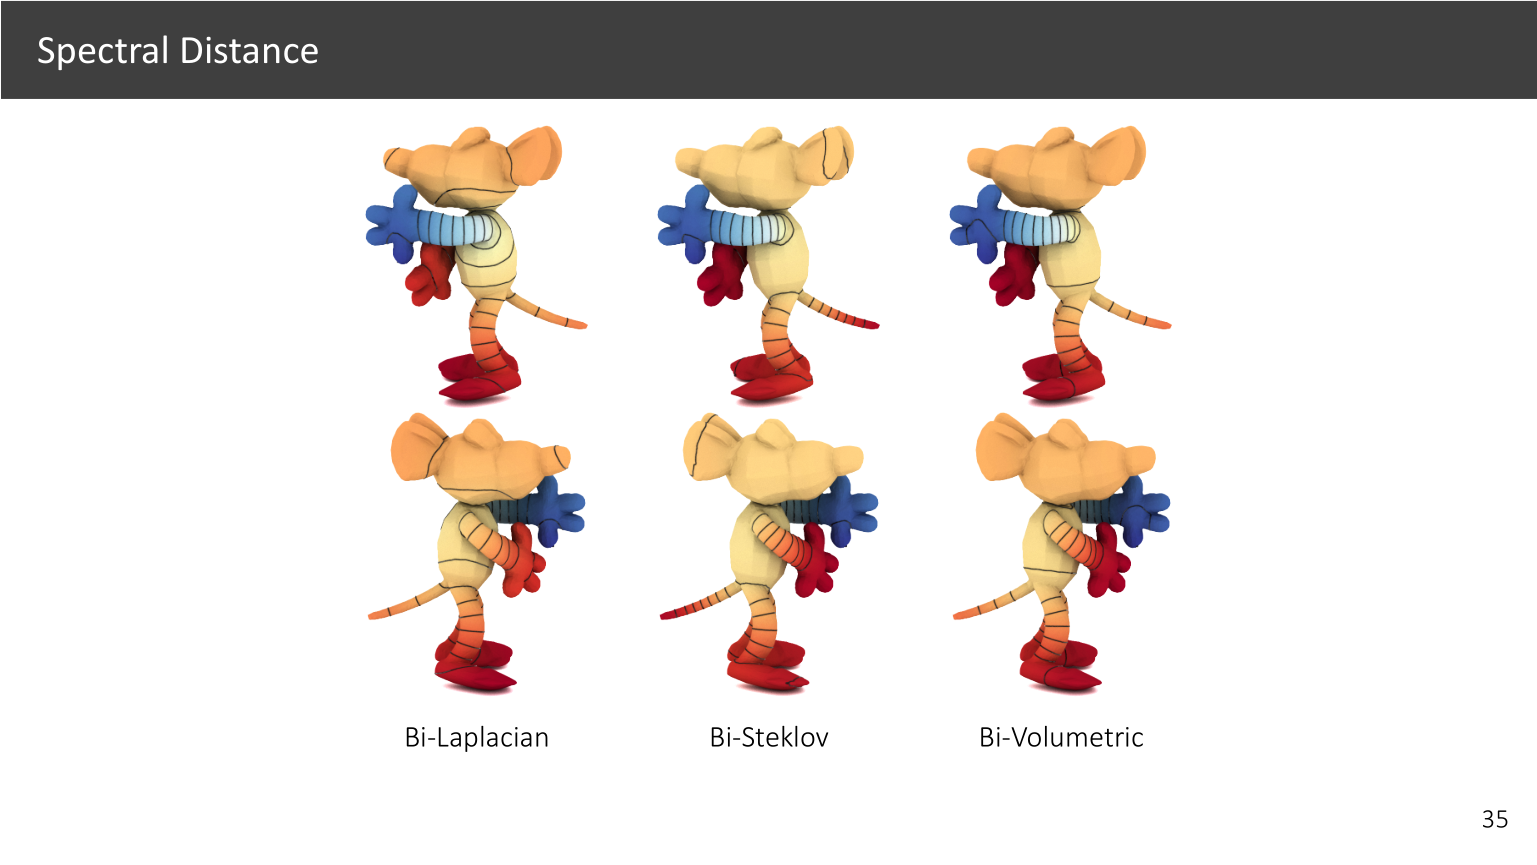 Spectral Distance
Bi-Laplacian
Bi-Steklov
Bi-Volumetric
35